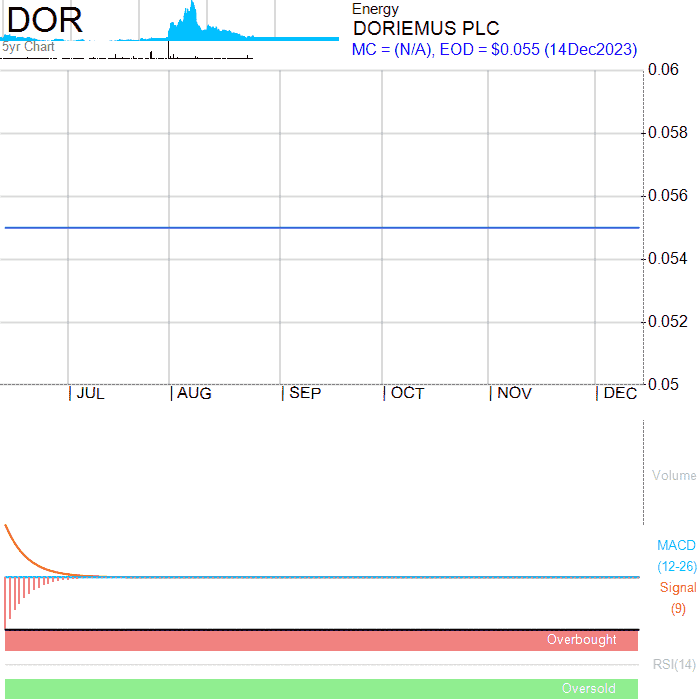 DOR
5yr Chart
Energy
DORIEMUS PLC
MC = (N/A), EOD = $0.055 (14Dec2023)
0.06
0.058
0.056
0.054
0.052
0.05
JUL AUG SEP OCT NOV DEC
Volume
MACD
(12-26)
Signal
(9)
Overbought
RSI(14)
Oversold